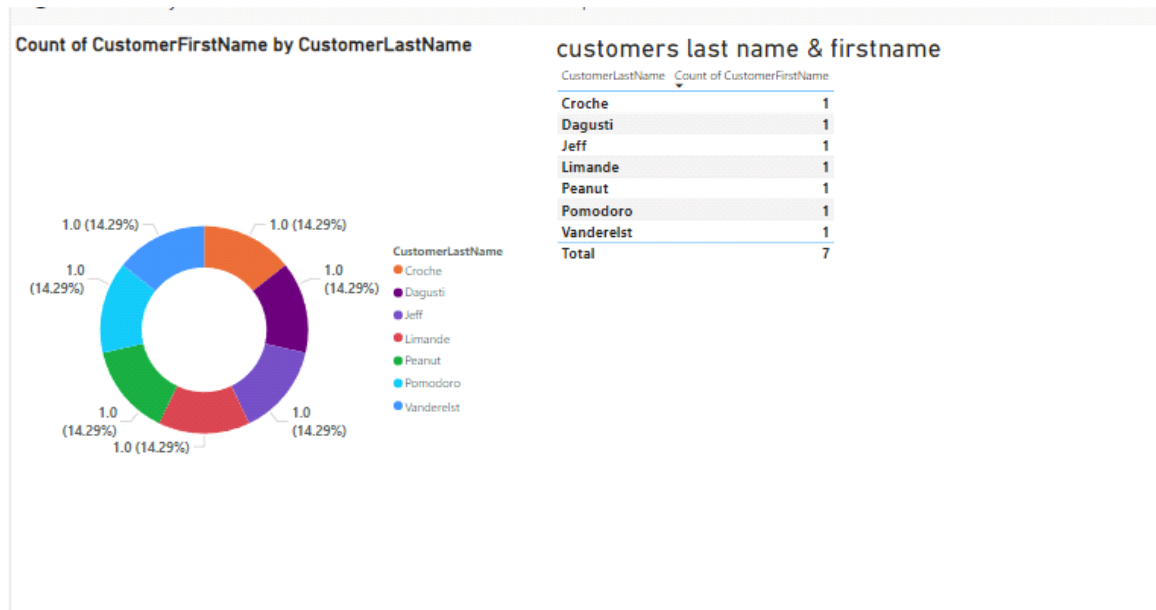 Count of CustomerFirstName by CustomerLastName
1.0 (14.29%)
1.0 (14.29%)
1.0
(14.29%)
1.0
(14.29%)
1.0
(14.29%)
1.0
(14.29%)
1.0 (14.29%)
CustomerLastName
Croche
Dagusti
Jeff
Limande
Peanut
Pomodoro
Vanderelst
customers last name & firstname
CustomerLastName Count of CustomerFirstName
Croche 1
Dagusti 1
Jeff 1
Limande 1
Peanut 1
Pomodoro 1
Vanderelst 1
Total 7